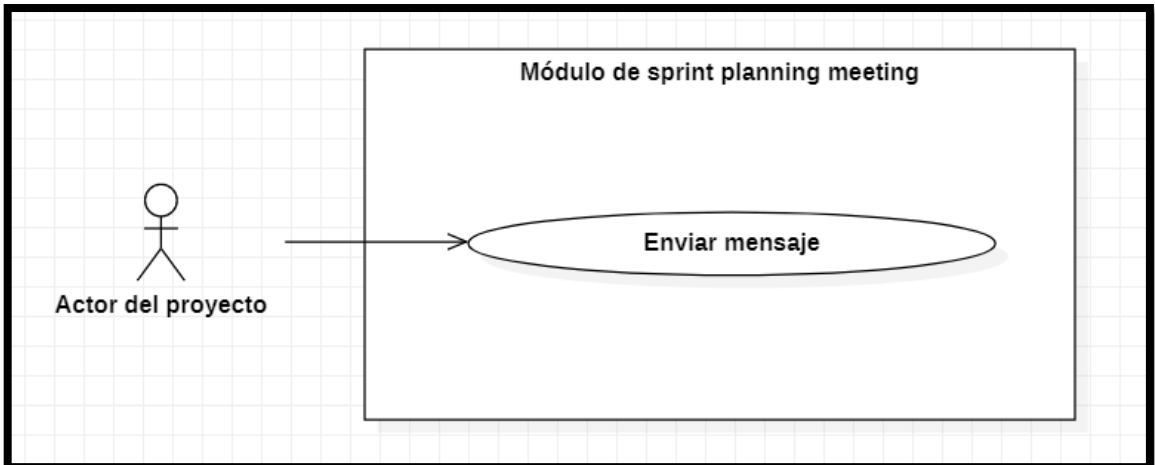 Módulo de sprint planning meeting
Enviar mensaje
Actor del proyecto